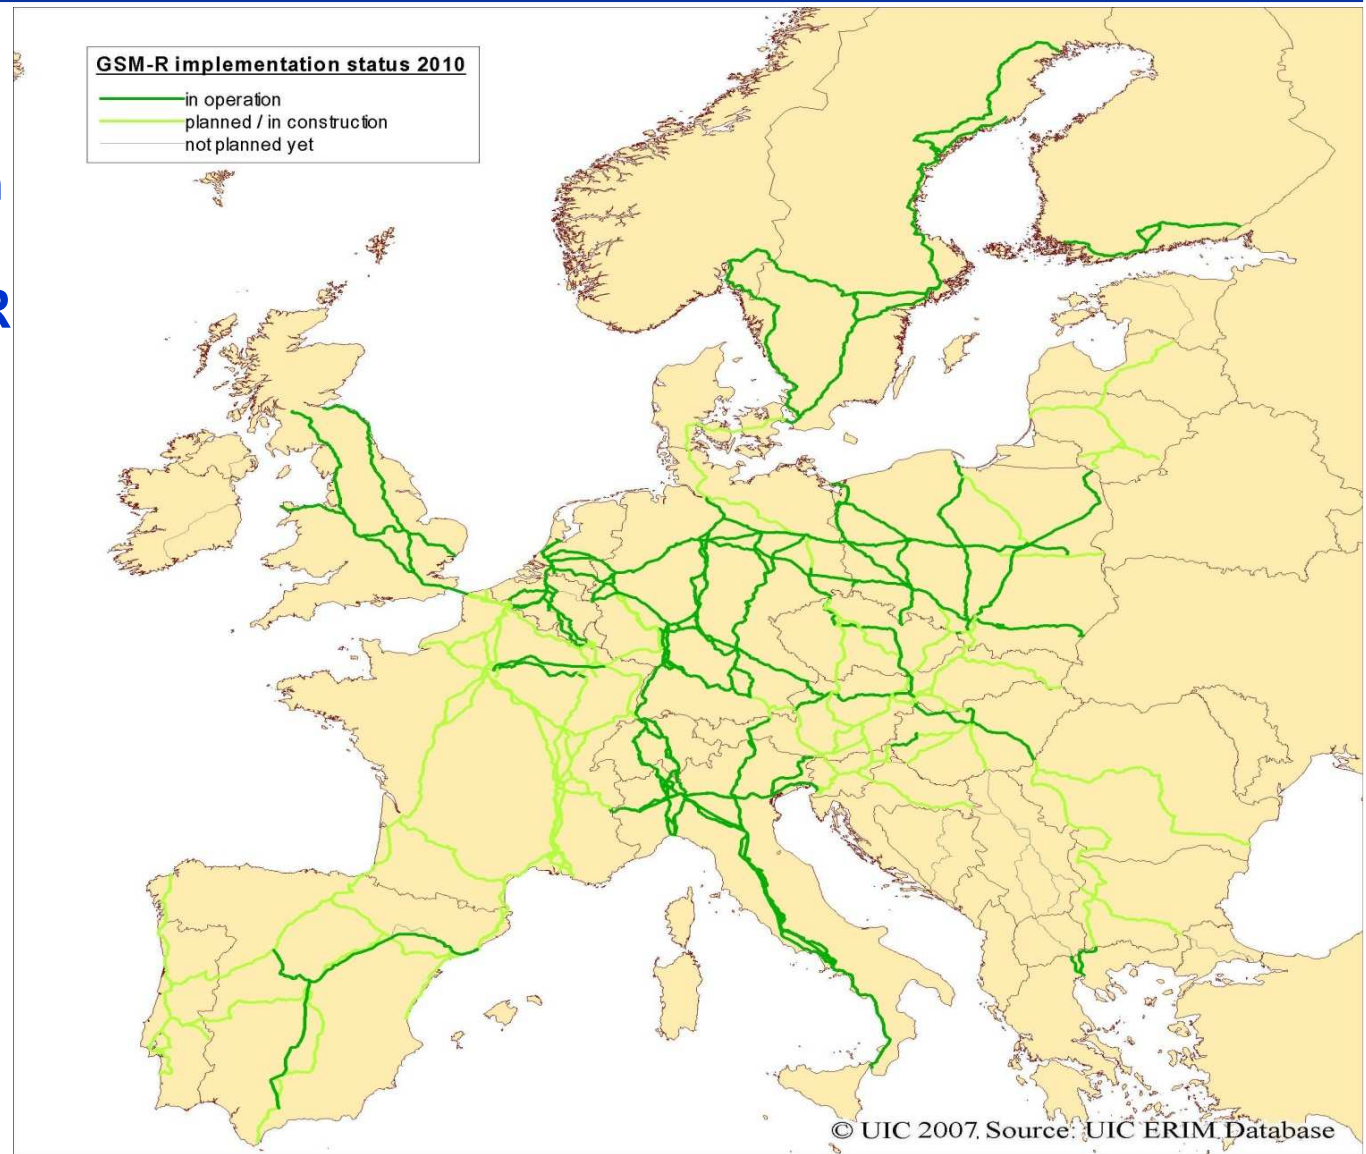 GSM-R implementation status 2010
in operation
planned / in construction
not planned yet
R
© UIC 2007, Source: UIC ERIM Database